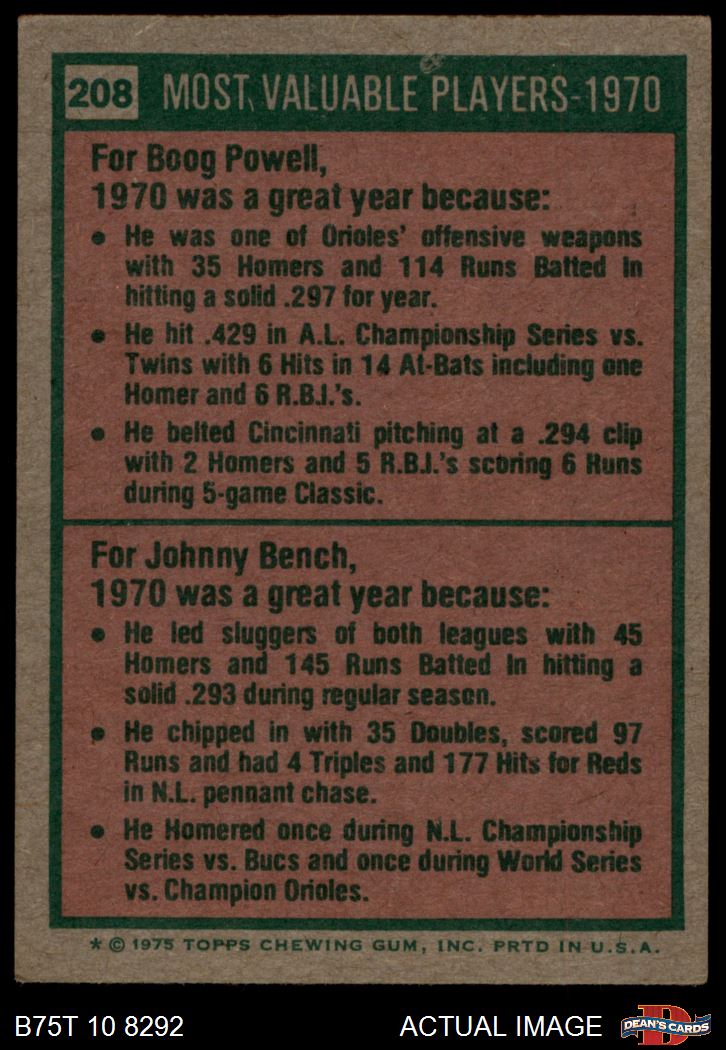 208 MOST VALUABLE PLAYERS-1970
For Boog Powell,
1970 was a great year because:
• He was one of Orioles' offensive weapons
with 35 Homers and 114 Runs Batted In
hitting a solid .297 for year.
• He hit .429 in A.L. Championship Series vs.
Twins with 6 Hits in 14 At-Bats including one
Homer and 6 R.B.I.'s.
• He belted Cincinnati pitching at a .294 clip
with 2 Homers and 5 R.B.I.'s scoring 6 Runs
during 5-game Classic.
For Johnny Bench,
1970 was a great year because:
• He led sluggers of both leagues with 45
Homers and 145 Runs Batted In hitting a
solid .293 during regular season.
• He chipped in with 35 Doubles, scored 97
Runs and had 4 Triples and 177 Hits for Reds
in N.L. pennant chase.
• He Homered once during N.L. Championship
Series vs. Bucs and once during World Series
vs. Champion Orioles.
* © 1975 TOPPS CHEWING GUM, INC. PRTD IN U.S.A.
B75T 10 8292 ACTUAL IMAGE
DEAN'S CARDS